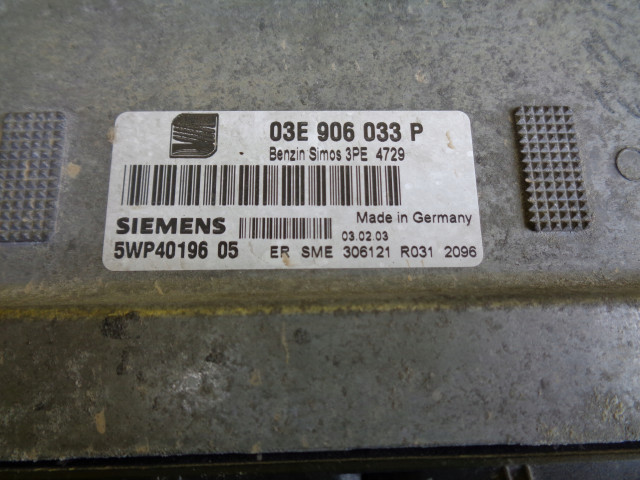 03E 906 033 P
Benzin Simos 3PE 4729
SIEMENS Made in Germany
03.02.03
5WP40196 05 ER SME 306121 R031 2096